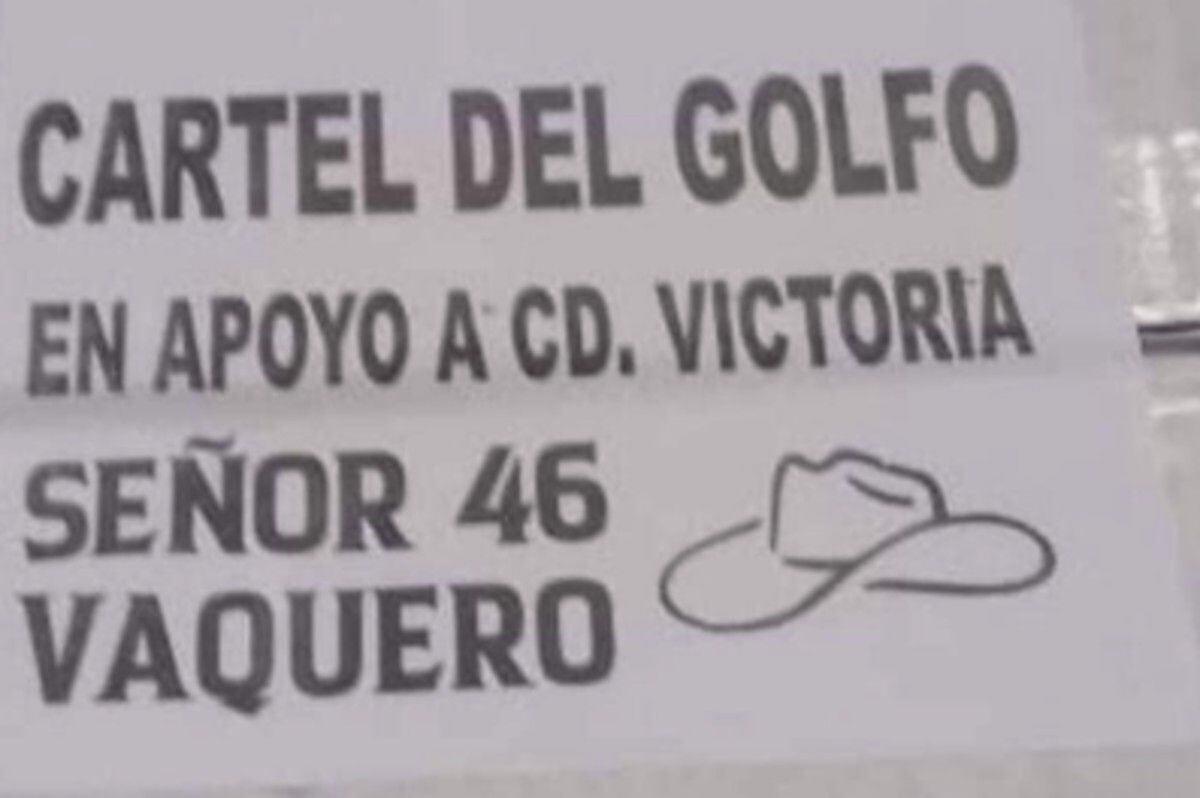 CARTEL DEL GOLFO
EN APOYO A CD. VICTORIA
SEÑOR 46
VAQUERO